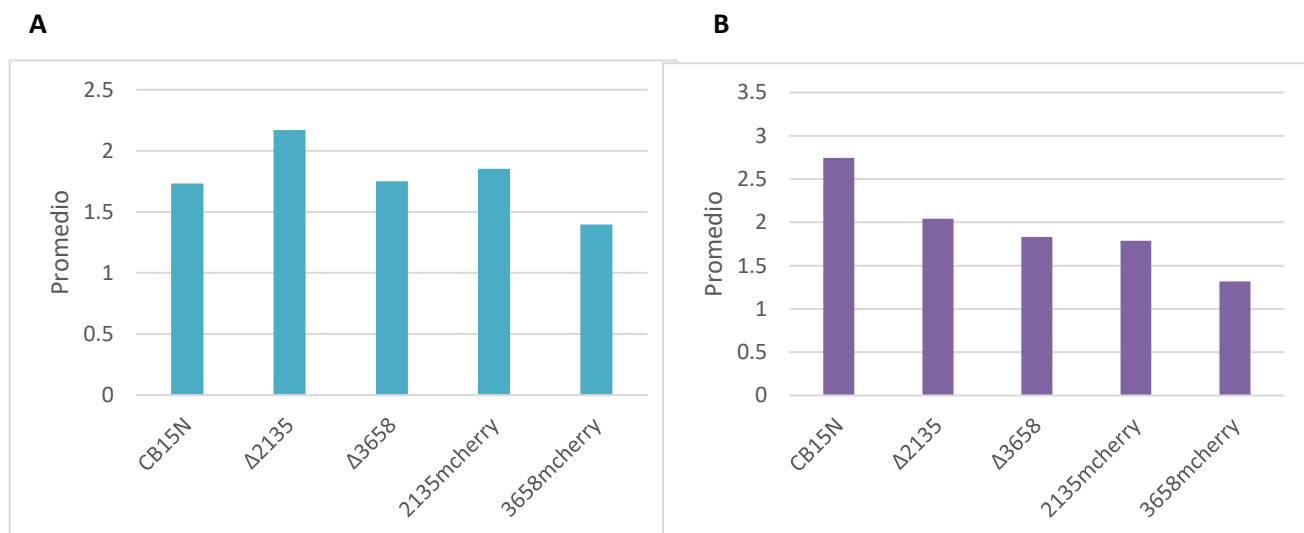 A
B
Promedio
2.5
2
1.5
1
0.5
0
CB15N
Δ2135
Δ3658
2135mcherry
3658mcherry
Promedio
3.5
3
2.5
2
1.5
1
0.5
0
CB15N
Δ2135
Δ3658
2135mcherry
3658mcherry